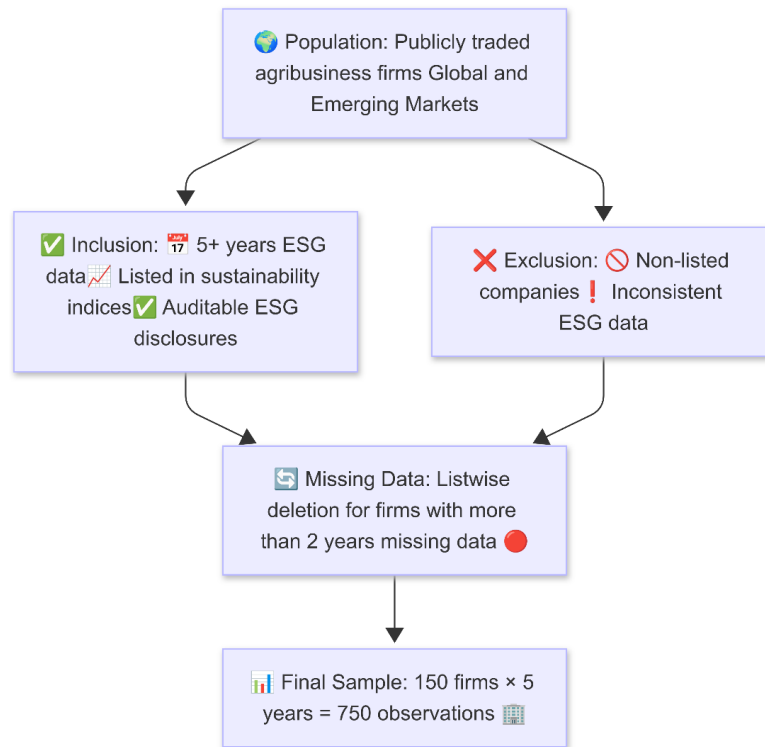 🌍 Population: Publicly traded
agribusiness firms Global and
Emerging Markets
✅ Inclusion: 📅 5+ years ESG
data📈 Listed in sustainability
indices✅ Auditable ESG
disclosures
❌ Exclusion: 🚫 Non-listed
companies❗ Inconsistent
ESG data
🔄 Missing Data: Listwise
deletion for firms with more
than 2 years missing data 🔴
📊 Final Sample: 150 firms × 5
years = 750 observations 🏢